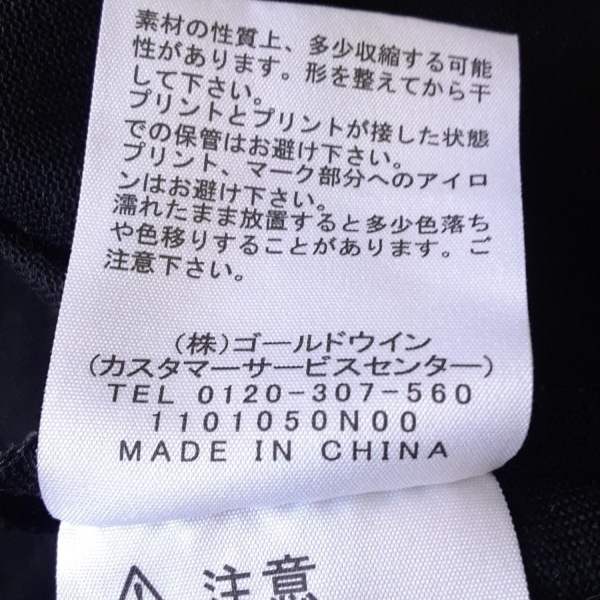 素材の性質上、多少収縮する可能
性があります。形を整えてから干
して下さい。
プリントとプリントが接した状態
での保管はお避け下さい。
プリント、マーク部分へのアイロ
ンはお避け下さい。
濡れたまま放置すると多少色落ち
や色移りすることがあります。ご
注意下さい。
(株)ゴールドウイン
(カスタマーサービスセンター)
TEL 0120-307-560
1101050N00
MADE IN CHINA
注意